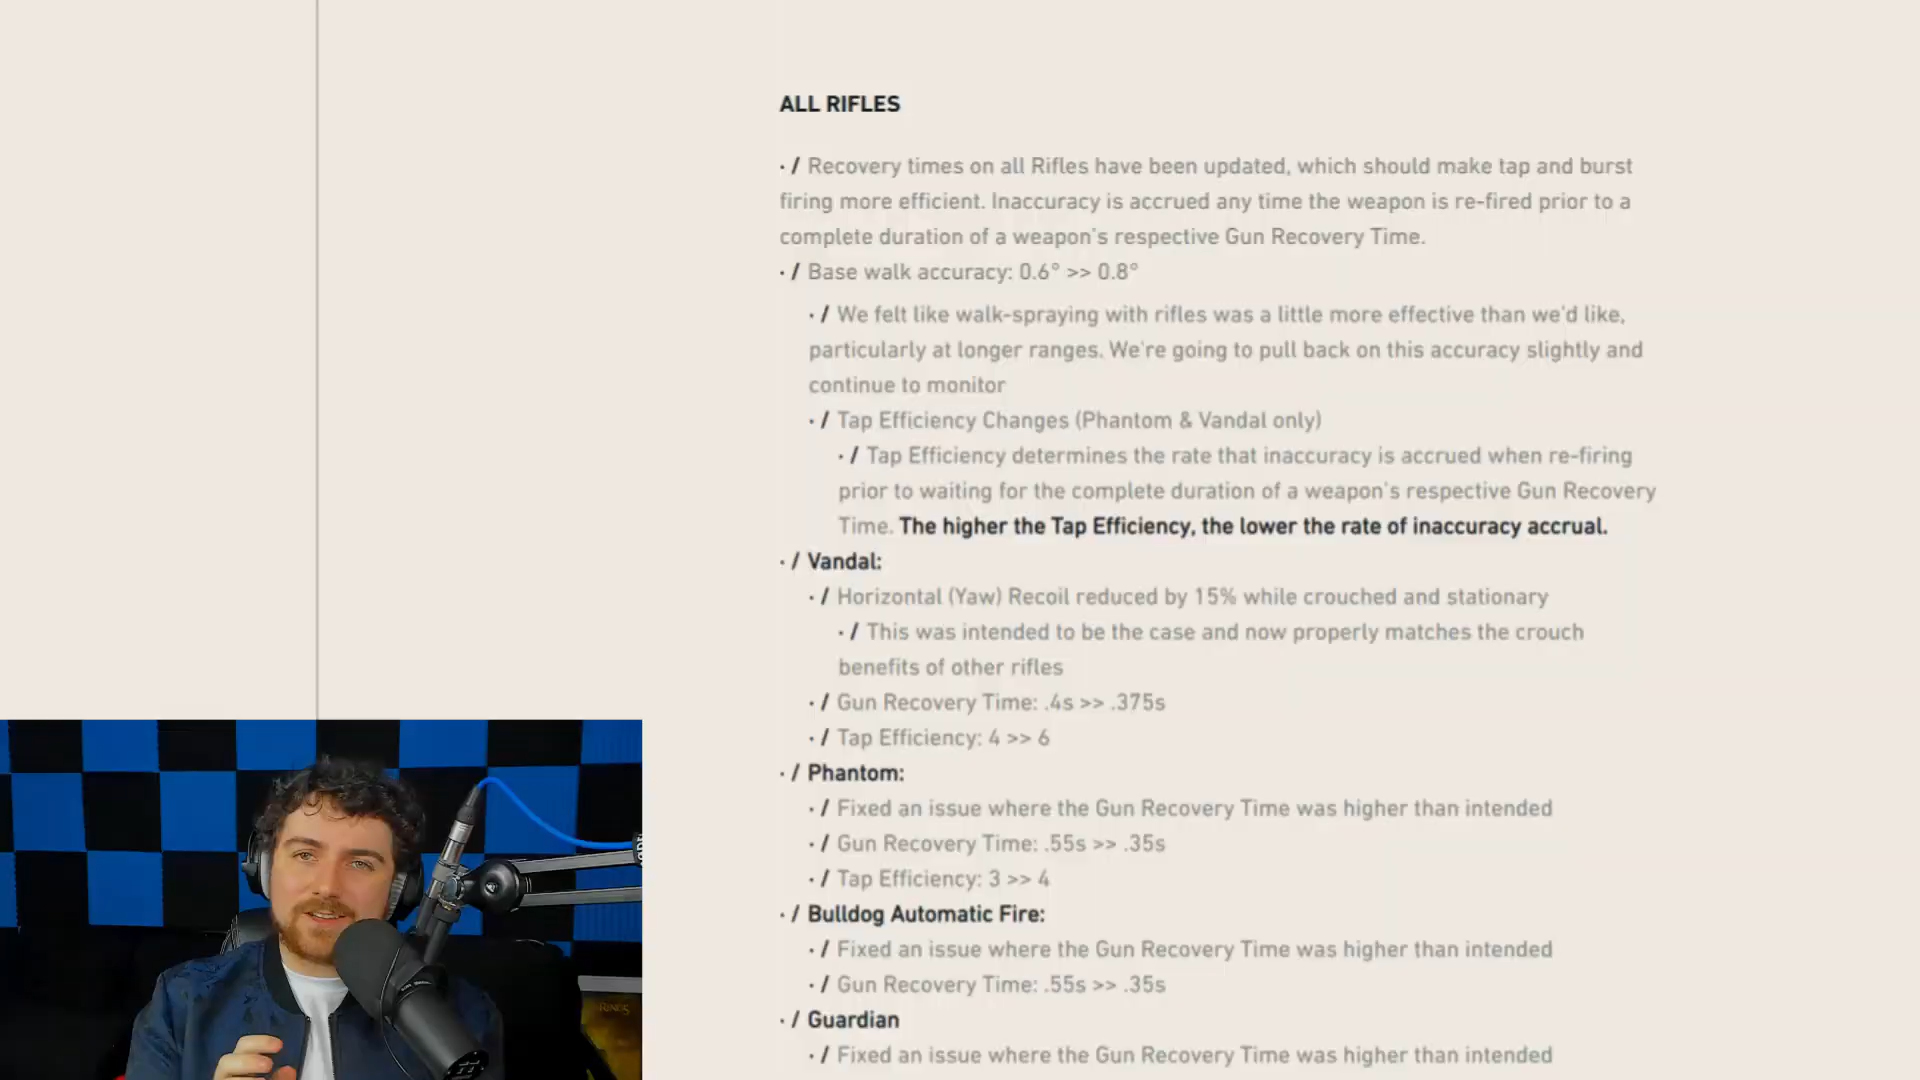 ALL RIFLES
· / Recovery times on all Rifles have been updated, which should make tap and burst
firing more efficient. Inaccuracy is accrued any time the weapon is re-fired prior to a
complete duration of a weapon's respective Gun Recovery Time.
· / Base walk accuracy: 0.6° >> 0.8°
· / We felt like walk-spraying with rifles was a little more effective than we'd like,
particularly at longer ranges. We're going to pull back on this accuracy slightly and
continue to monitor
· / Tap Efficiency Changes (Phantom & Vandal only)
· / Tap Efficiency determines the rate that inaccuracy is accrued when re-firing
prior to waiting for the complete duration of a weapon's respective Gun Recovery
Time. The higher the Tap Efficiency, the lower the rate of inaccuracy accrual.
· / Vandal:
· / Horizontal (Yaw) Recoil reduced by 15% while crouched and stationary
· / This was intended to be the case and now properly matches the crouch
benefits of other rifles
· / Gun Recovery Time: .4s >> .375s
· / Tap Efficiency: 4 >> 6
· / Phantom:
· / Fixed an issue where the Gun Recovery Time was higher than intended
· / Gun Recovery Time: .55s >> .35s
· / Tap Efficiency: 3 >> 4
· / Bulldog Automatic Fire:
· / Fixed an issue where the Gun Recovery Time was higher than intended
· / Gun Recovery Time: .55s >> .35s
· / Guardian
· / Fixed an issue where the Gun Recovery Time was higher than intended
RINGS